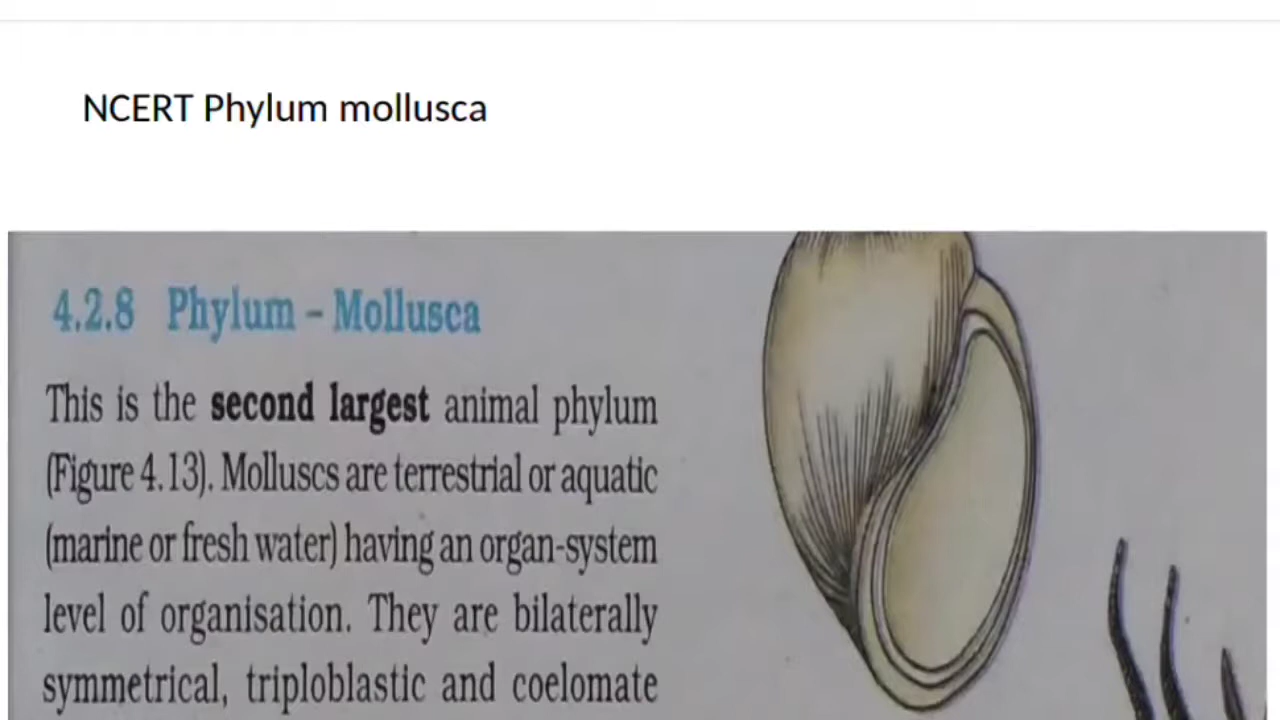 NCERT Phylum mollusca
4.2.8 Phylum – Mollusca
This is the second largest animal phylum
(Figure 4.13). Molluscs are terrestrial or aquatic
(marine or fresh water) having an organ-system
level of organisation. They are bilaterally
symmetrical, triploblastic and coelomate